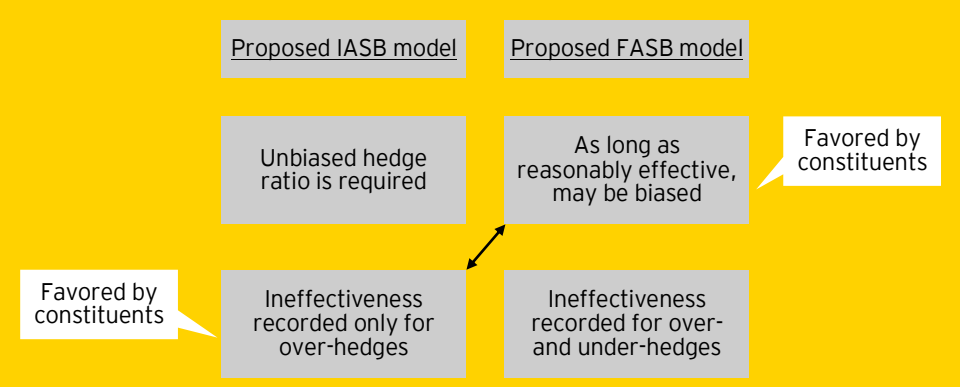 Proposed IASB model
Proposed FASB model
Unbiased hedge
ratio is required
As long as
reasonably effective,
may be biased
Favored by
constituents
Favored by
constituents
Ineffectiveness
recorded only for
over-hedges
Ineffectiveness
recorded for over-
and under-hedges